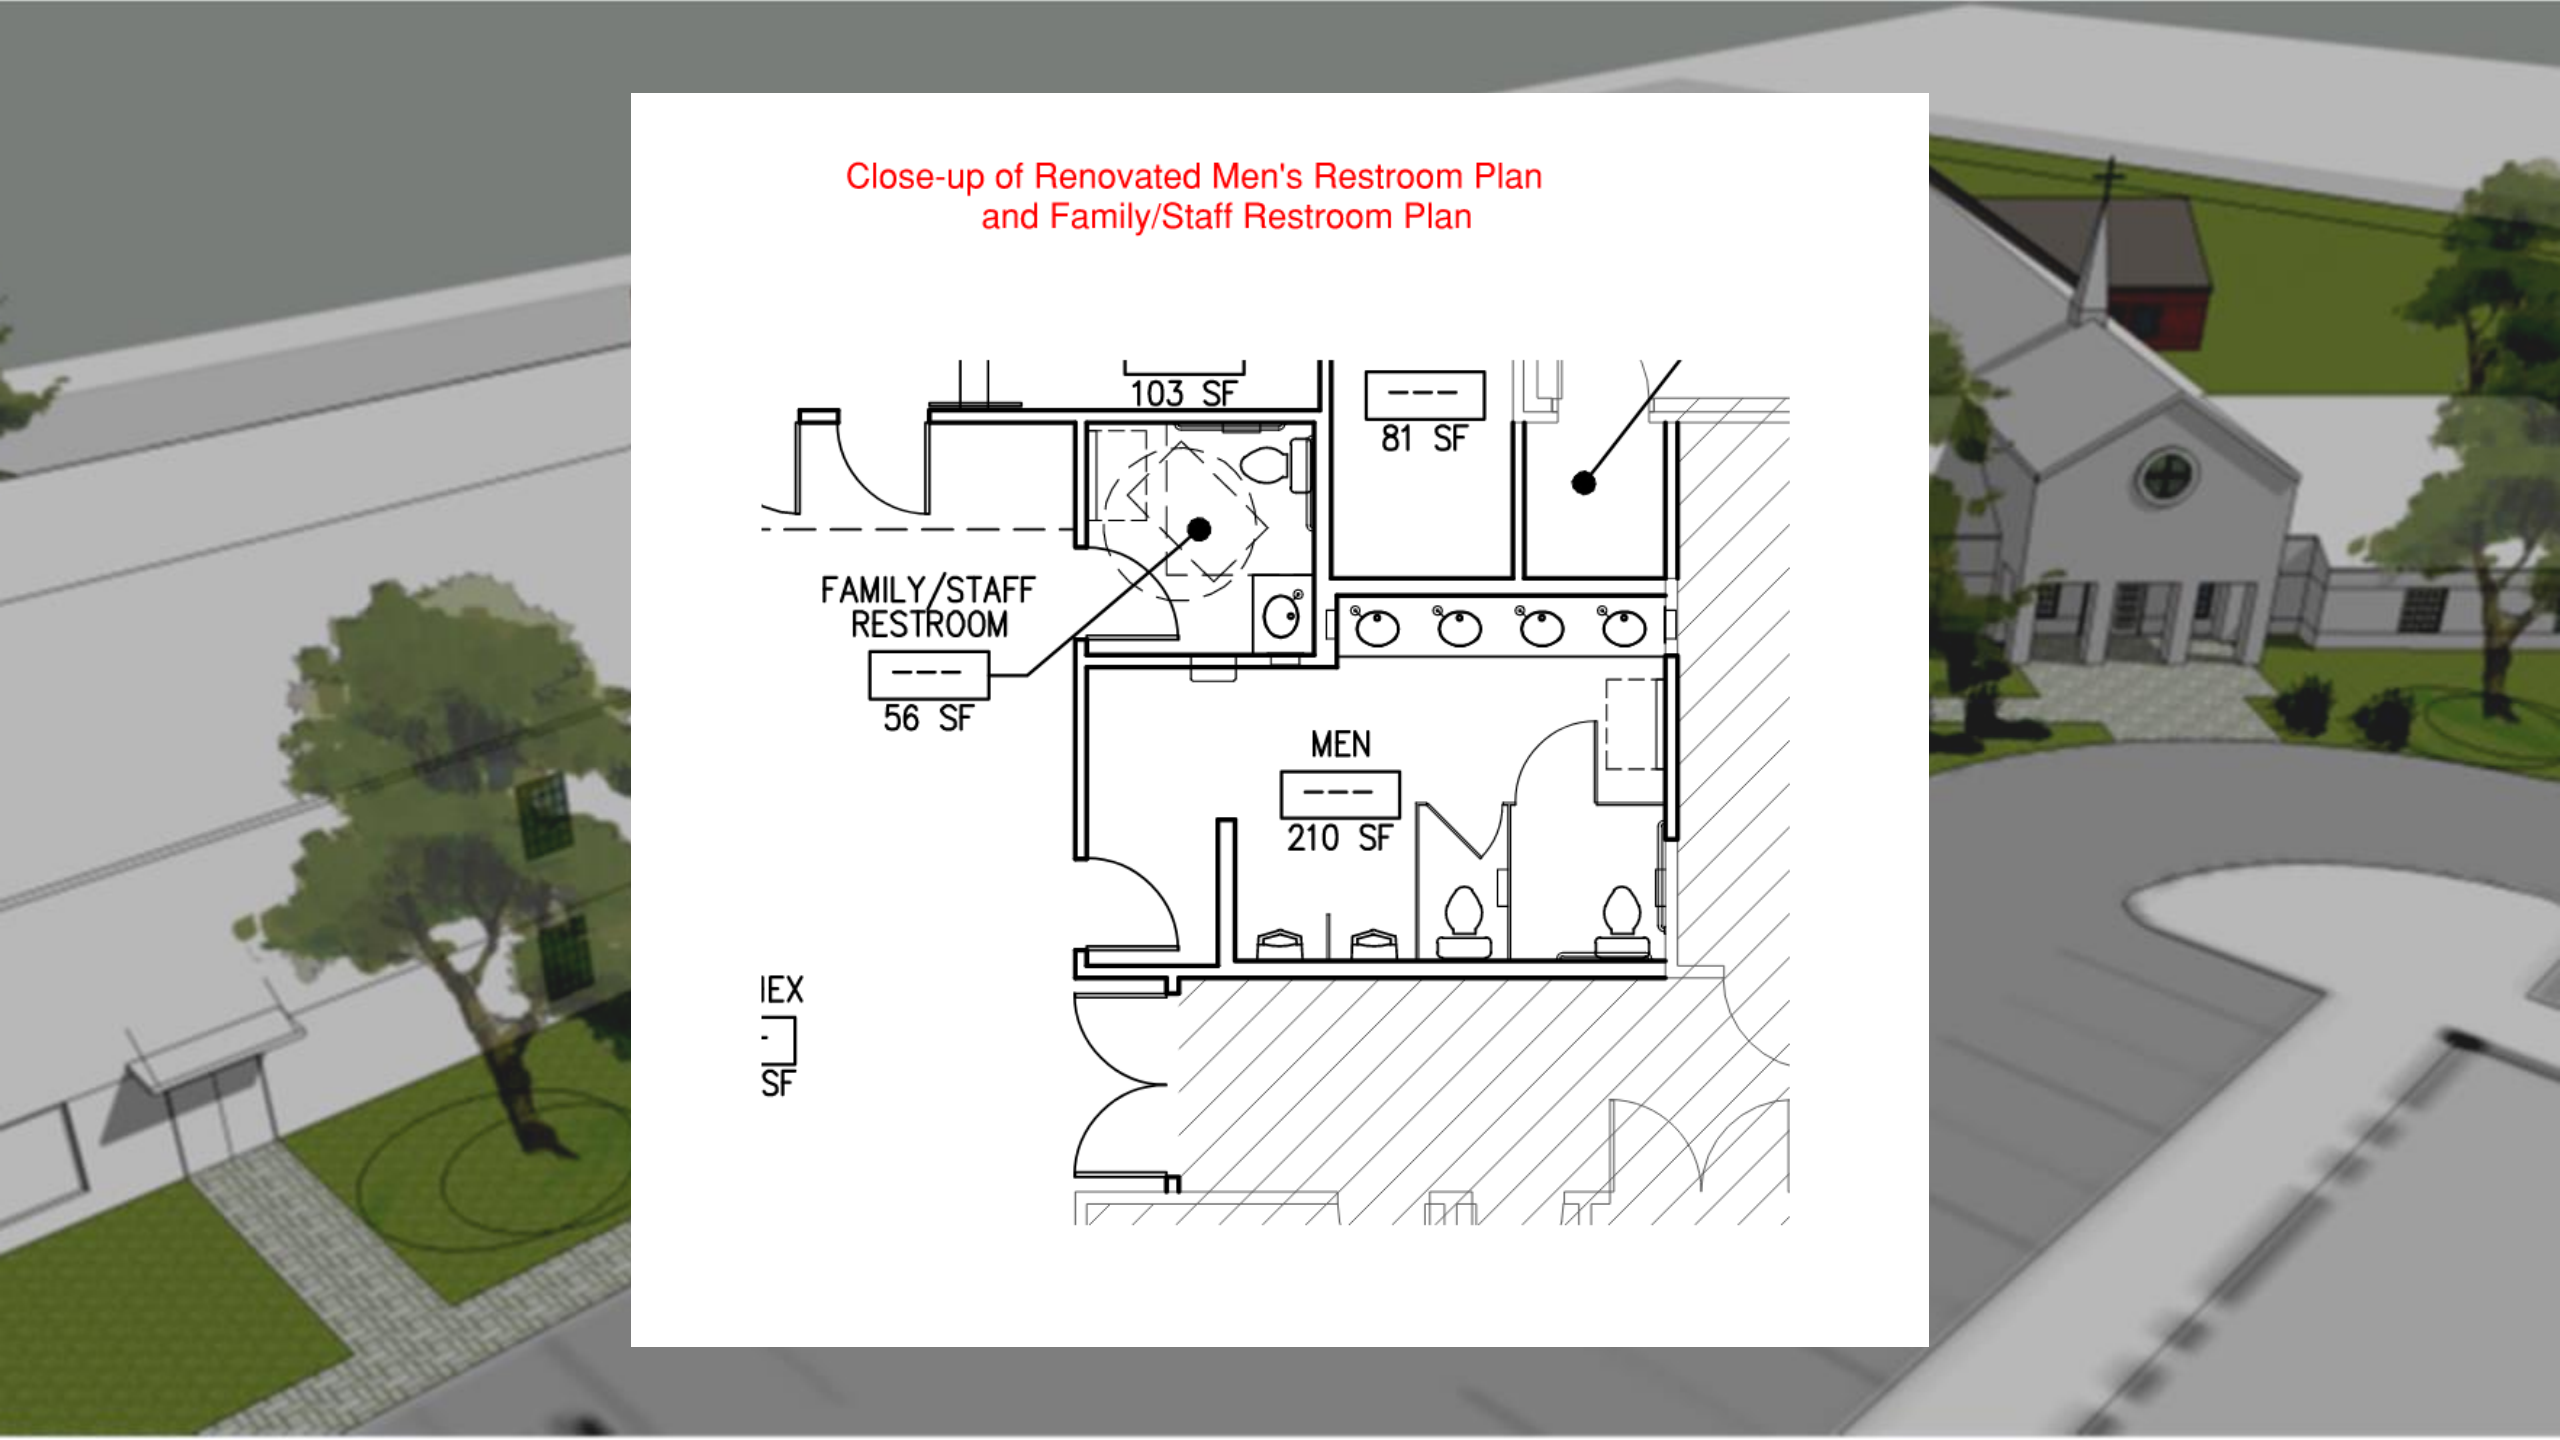 Close-up of Renovated Men's Restroom Plan
and Family/Staff Restroom Plan
103 SF
---
81 SF
FAMILY/STAFF
RESTROOM
---
56 SF
MEN
---
210 SF
IEX
-
SF